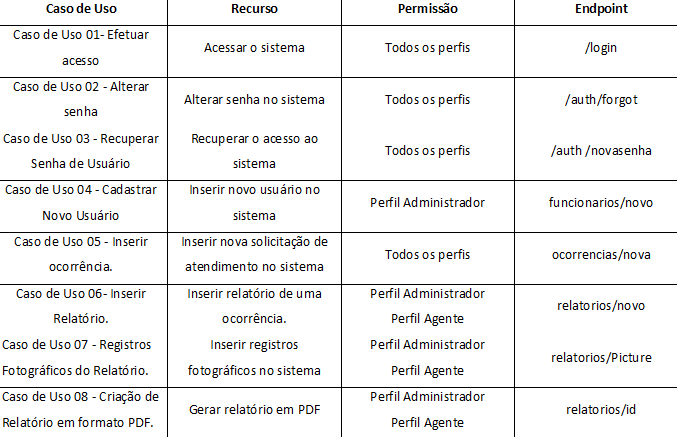 Caso de Uso Recurso Permissão Endpoint
Caso de Uso 01- Efetuar
acesso
Acessar o sistema
Todos os perfis
/login
Caso de Uso 02 - Alterar
senha
Alterar senha no sistema
Todos os perfis
/auth/forgot
Caso de Uso 03 - Recuperar
Senha de Usuário
Recuperar o acesso ao
sistema
Todos os perfis
/auth /novasenha
Caso de Uso 04 - Cadastrar
Novo Usuário
Inserir novo usuário no
sistema
Perfil Administrador
funcionarios/novo
Caso de Uso 05 - Inserir
ocorrência.
Inserir nova solicitação de
atendimento no sistema
Todos os perfis
ocorrencias/nova
Caso de Uso 06- Inserir
Relatório.
Inserir relatório de uma
ocorrência.
Perfil Administrador
Perfil Agente
relatorios/novo
Caso de Uso 07 - Registros
Fotográficos do Relatório.
Inserir registros
fotográficos no sistema
Perfil Administrador
Perfil Agente
relatorios/Picture
Caso de Uso 08 - Criação de
Relatório em formato PDF.
Gerar relatório em PDF
Perfil Administrador
Perfil Agente
relatorios/id